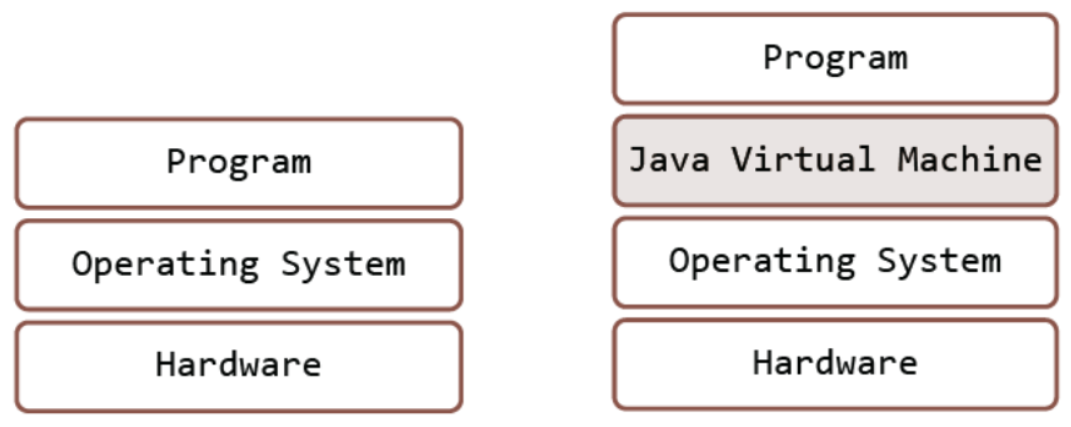 Program
Operating System
Hardware
Program
Java Virtual Machine
Operating System
Hardware